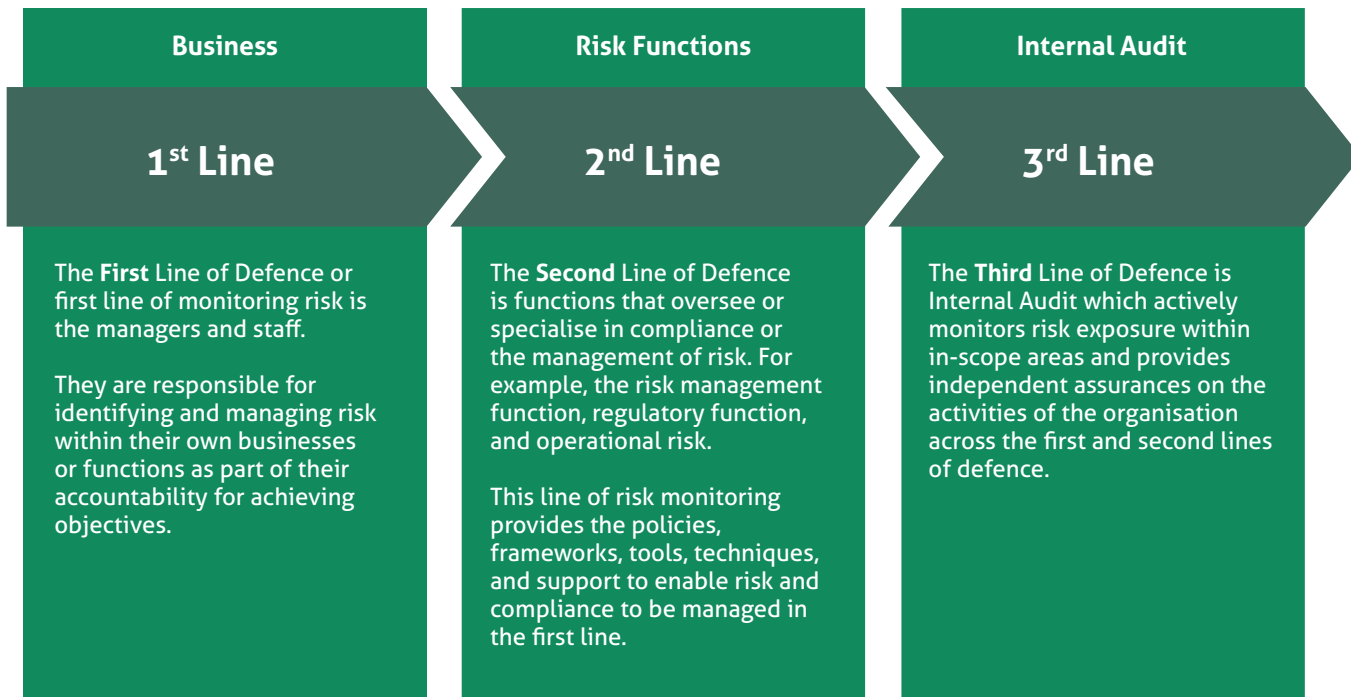 Business
1st Line
The First Line of Defence or
first line of monitoring risk is
the managers and staff.
They are responsible for
identifying and managing risk
within their own businesses
or functions as part of their
accountability for achieving
objectives.
Risk Functions
2nd Line
The Second Line of Defence
is functions that oversee or
specialise in compliance or
the management of risk. For
example, the risk management
function, regulatory function,
and operational risk.
This line of risk monitoring
provides the policies,
frameworks, tools, techniques,
and support to enable risk and
compliance to be managed in
the first line.
Internal Audit
3rd Line
The Third Line of Defence is
Internal Audit which actively
monitors risk exposure within
in-scope areas and provides
independent assurances on the
activities of the organisation
across the first and second lines
of defence.